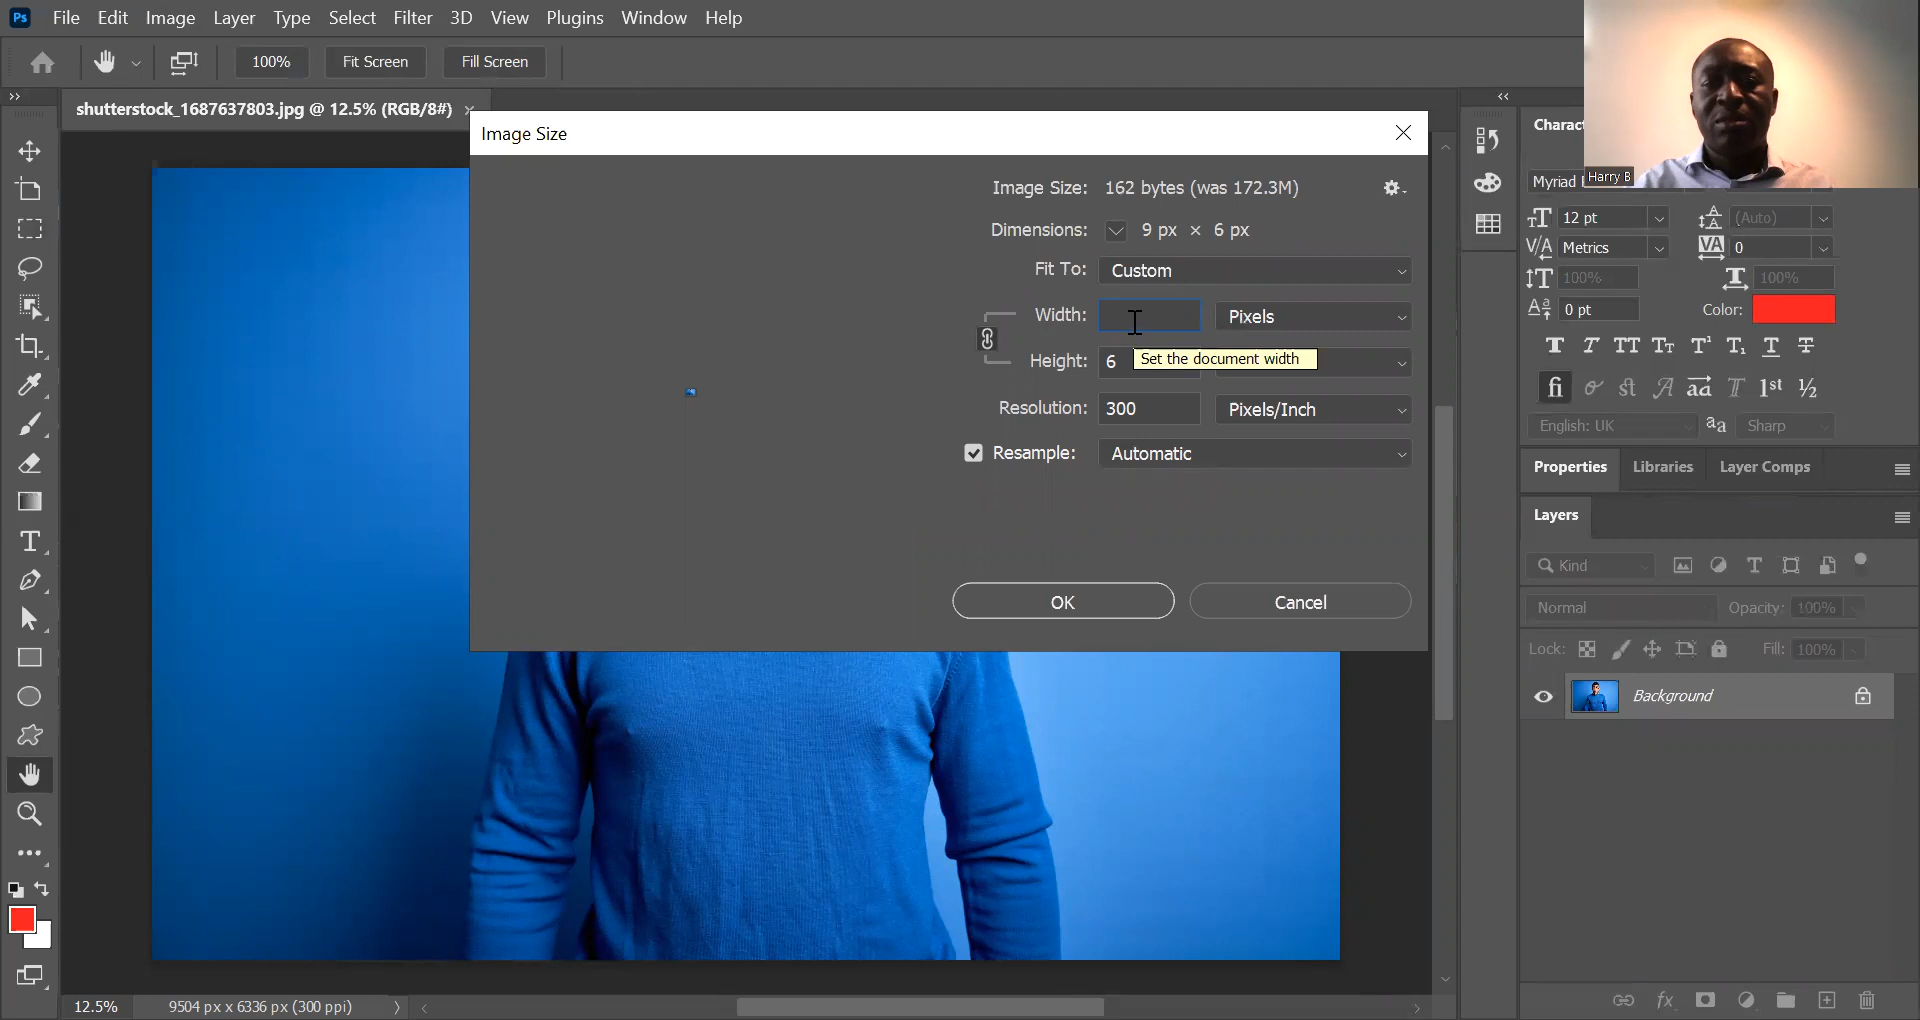 Ps File Edit Image Layer Type Select Filter 3D View Plugins Window Help
100% Fit Screen Fill Screen
shutterstock_1687637803.jpg @ 12.5% (RGB/8#) ×
Image Size
Image Size: 162 bytes (was 172.3M)
Dimensions: 9 px × 6 px
Fit To: Custom
Width: Pixels
Height: 6
Set the document width
Resolution: 300 Pixels/Inch
Resample: Automatic
OK Cancel
Harry B
Charac
Myriad
12 pt (Auto)
Metrics 0
100% 100%
0 pt Color:
English: UK Sharp
Properties Libraries Layer Comps
Layers
Kind
Normal Opacity: 100%
Lock: Fill: 100%
Background
12.5% 9504 px x 6336 px (300 ppi)